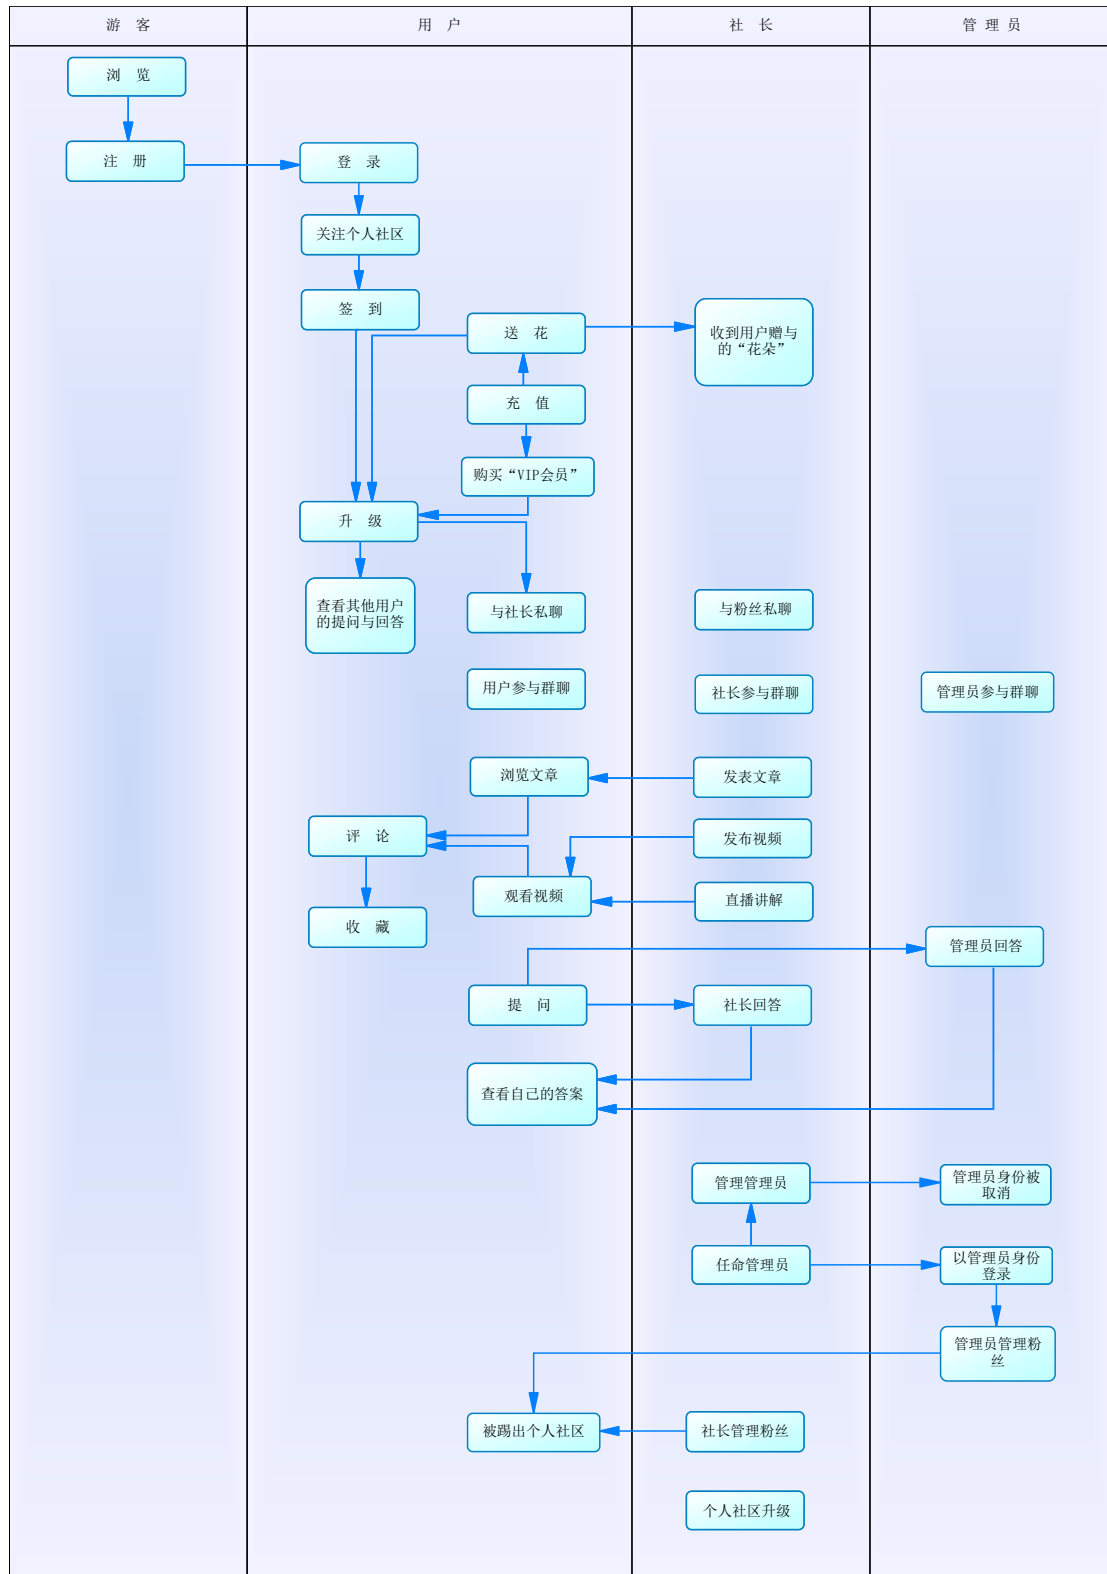 游 客
用 户
社 长
管 理 员
浏 览
注 册
登 录
关注个人社区
签 到
送 花
收到用户赠与
的“花朵”
充 值
购买“VIP会员”
升 级
查看其他用户
的提问与回答
与社长私聊
与粉丝私聊
用户参与群聊
社长参与群聊
管理员参与群聊
浏览文章
发表文章
评 论
发布视频
观看视频
直播讲解
收 藏
管理员回答
提 问
社长回答
查看自己的答案
管理管理员
管理员身份被
取消
任命管理员
以管理员身份
登录
管理员管理粉
丝
被踢出个人社区
社长管理粉丝
个人社区升级